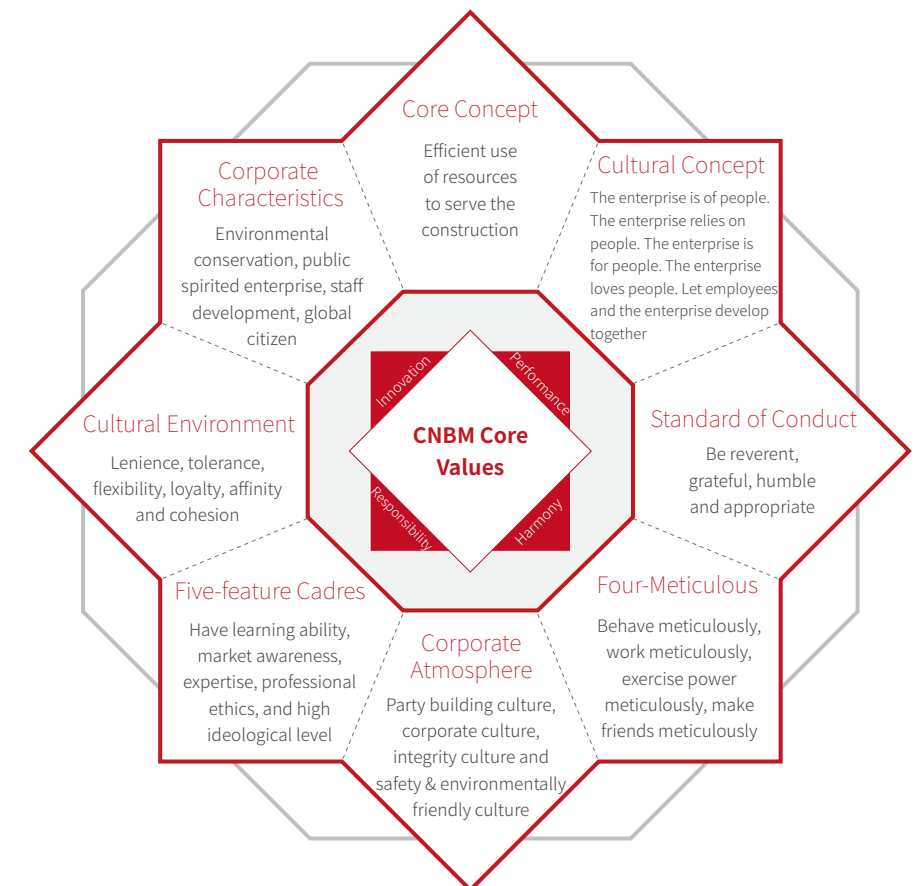 Core Concept
Efficient use
of resources
to serve the
construction
Cultural Concept
The enterprise is of people.
The enterprise relies on
people. The enterprise is
for people. The enterprise
loves people. Let employees
and the enterprise develop
together
Standard of Conduct
Be reverent,
grateful, humble
and appropriate
Four-Meticulous
Behave meticulously,
work meticulously,
exercise power
meticulously, make
friends meticulously
Corporate
Atmosphere
Party building culture,
corporate culture,
integrity culture and
safety & environmentally
friendly culture
Five-feature Cadres
Have learning ability,
market awareness,
expertise, professional
ethics, and high
ideological level
Cultural Environment
Lenience, tolerance,
flexibility, loyalty, affinity
and cohesion
Corporate
Characteristics
Environmental
conservation, public
spirited enterprise, staff
development, global
citizen
Innovation
Performance
CNBM Core
Values
Responsibility
Harmony